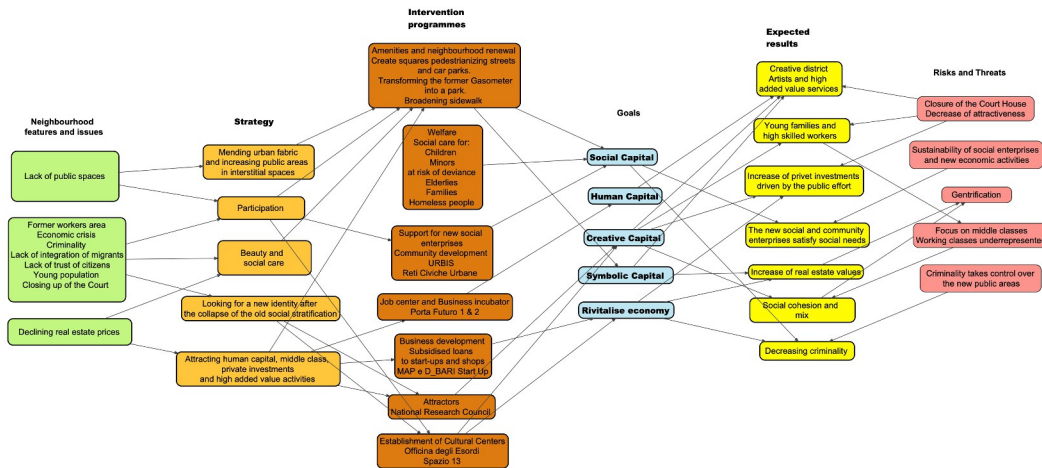 Neighbourhood
features and issues
Lack of public spaces
Former workers area
Economic crisis
Criminality
Lack of integration of migrants
Lack of trust of citizens
Young population
Closing up of the Court
Declining real estate prices
Strategy
Mending urban fabric
and increasing public areas
in interstitial spaces
Participation
Beauty and
social care
Looking for a new identity after
the collapse of the old social stratification
Attracting human capital, middle class,
private investments
and high added value activities
Intervention
programmes
Amenities and neighbourhood renewal
Create squares pedestrianizing streets
and car parks.
Transforming the former Gasometer
into a park.
Broadening sidewalk
Welfare
Social care for:
Children
Minors
at risk of deviance
Elderlies
Families
Homeless people
Support for new social
enterprises
Community development
URBIS
Reti Civiche Urbane
Job center and Business incubator
Porta Futuro 1 & 2
Business development
Subsidised loans
to start-ups and shops
MAP e D_BARI Start Up
Attractors
National Research Council
Establishment of Cultural Centers
Officina degli Esordi
Spazio 13
Goals
Social Capital
Human Capital
Creative Capital
Symbolic Capital
Rivitalise economy
Expected
results
Creative district
Artists and high
added value services
Young families and
high skilled workers
Increase of privet investments
driven by the public effort
The new social and community
enterprises satisfy social needs
Increase of real estate values
Social cohesion and
mix
Decreasing criminality
Risks and Threats
Closure of the Court House
Decrease of attractiveness
Sustainability of social enterprises
and new economic activities
Gentrification
Focus on middle classes
Working classes underrepresented
Criminality takes control over
the new public areas